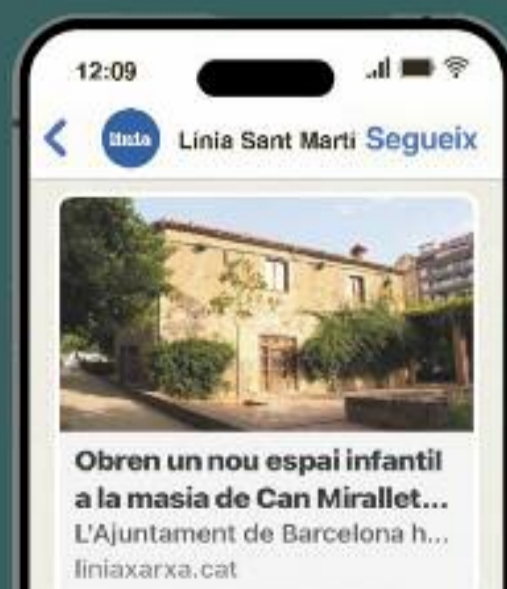 12:09
línia
Línia Sant Martí Segueix
Obren un nou espai infantil
a la masia de Can Mirallet...
L'Ajuntament de Barcelona h...
liniaxarxa.cat